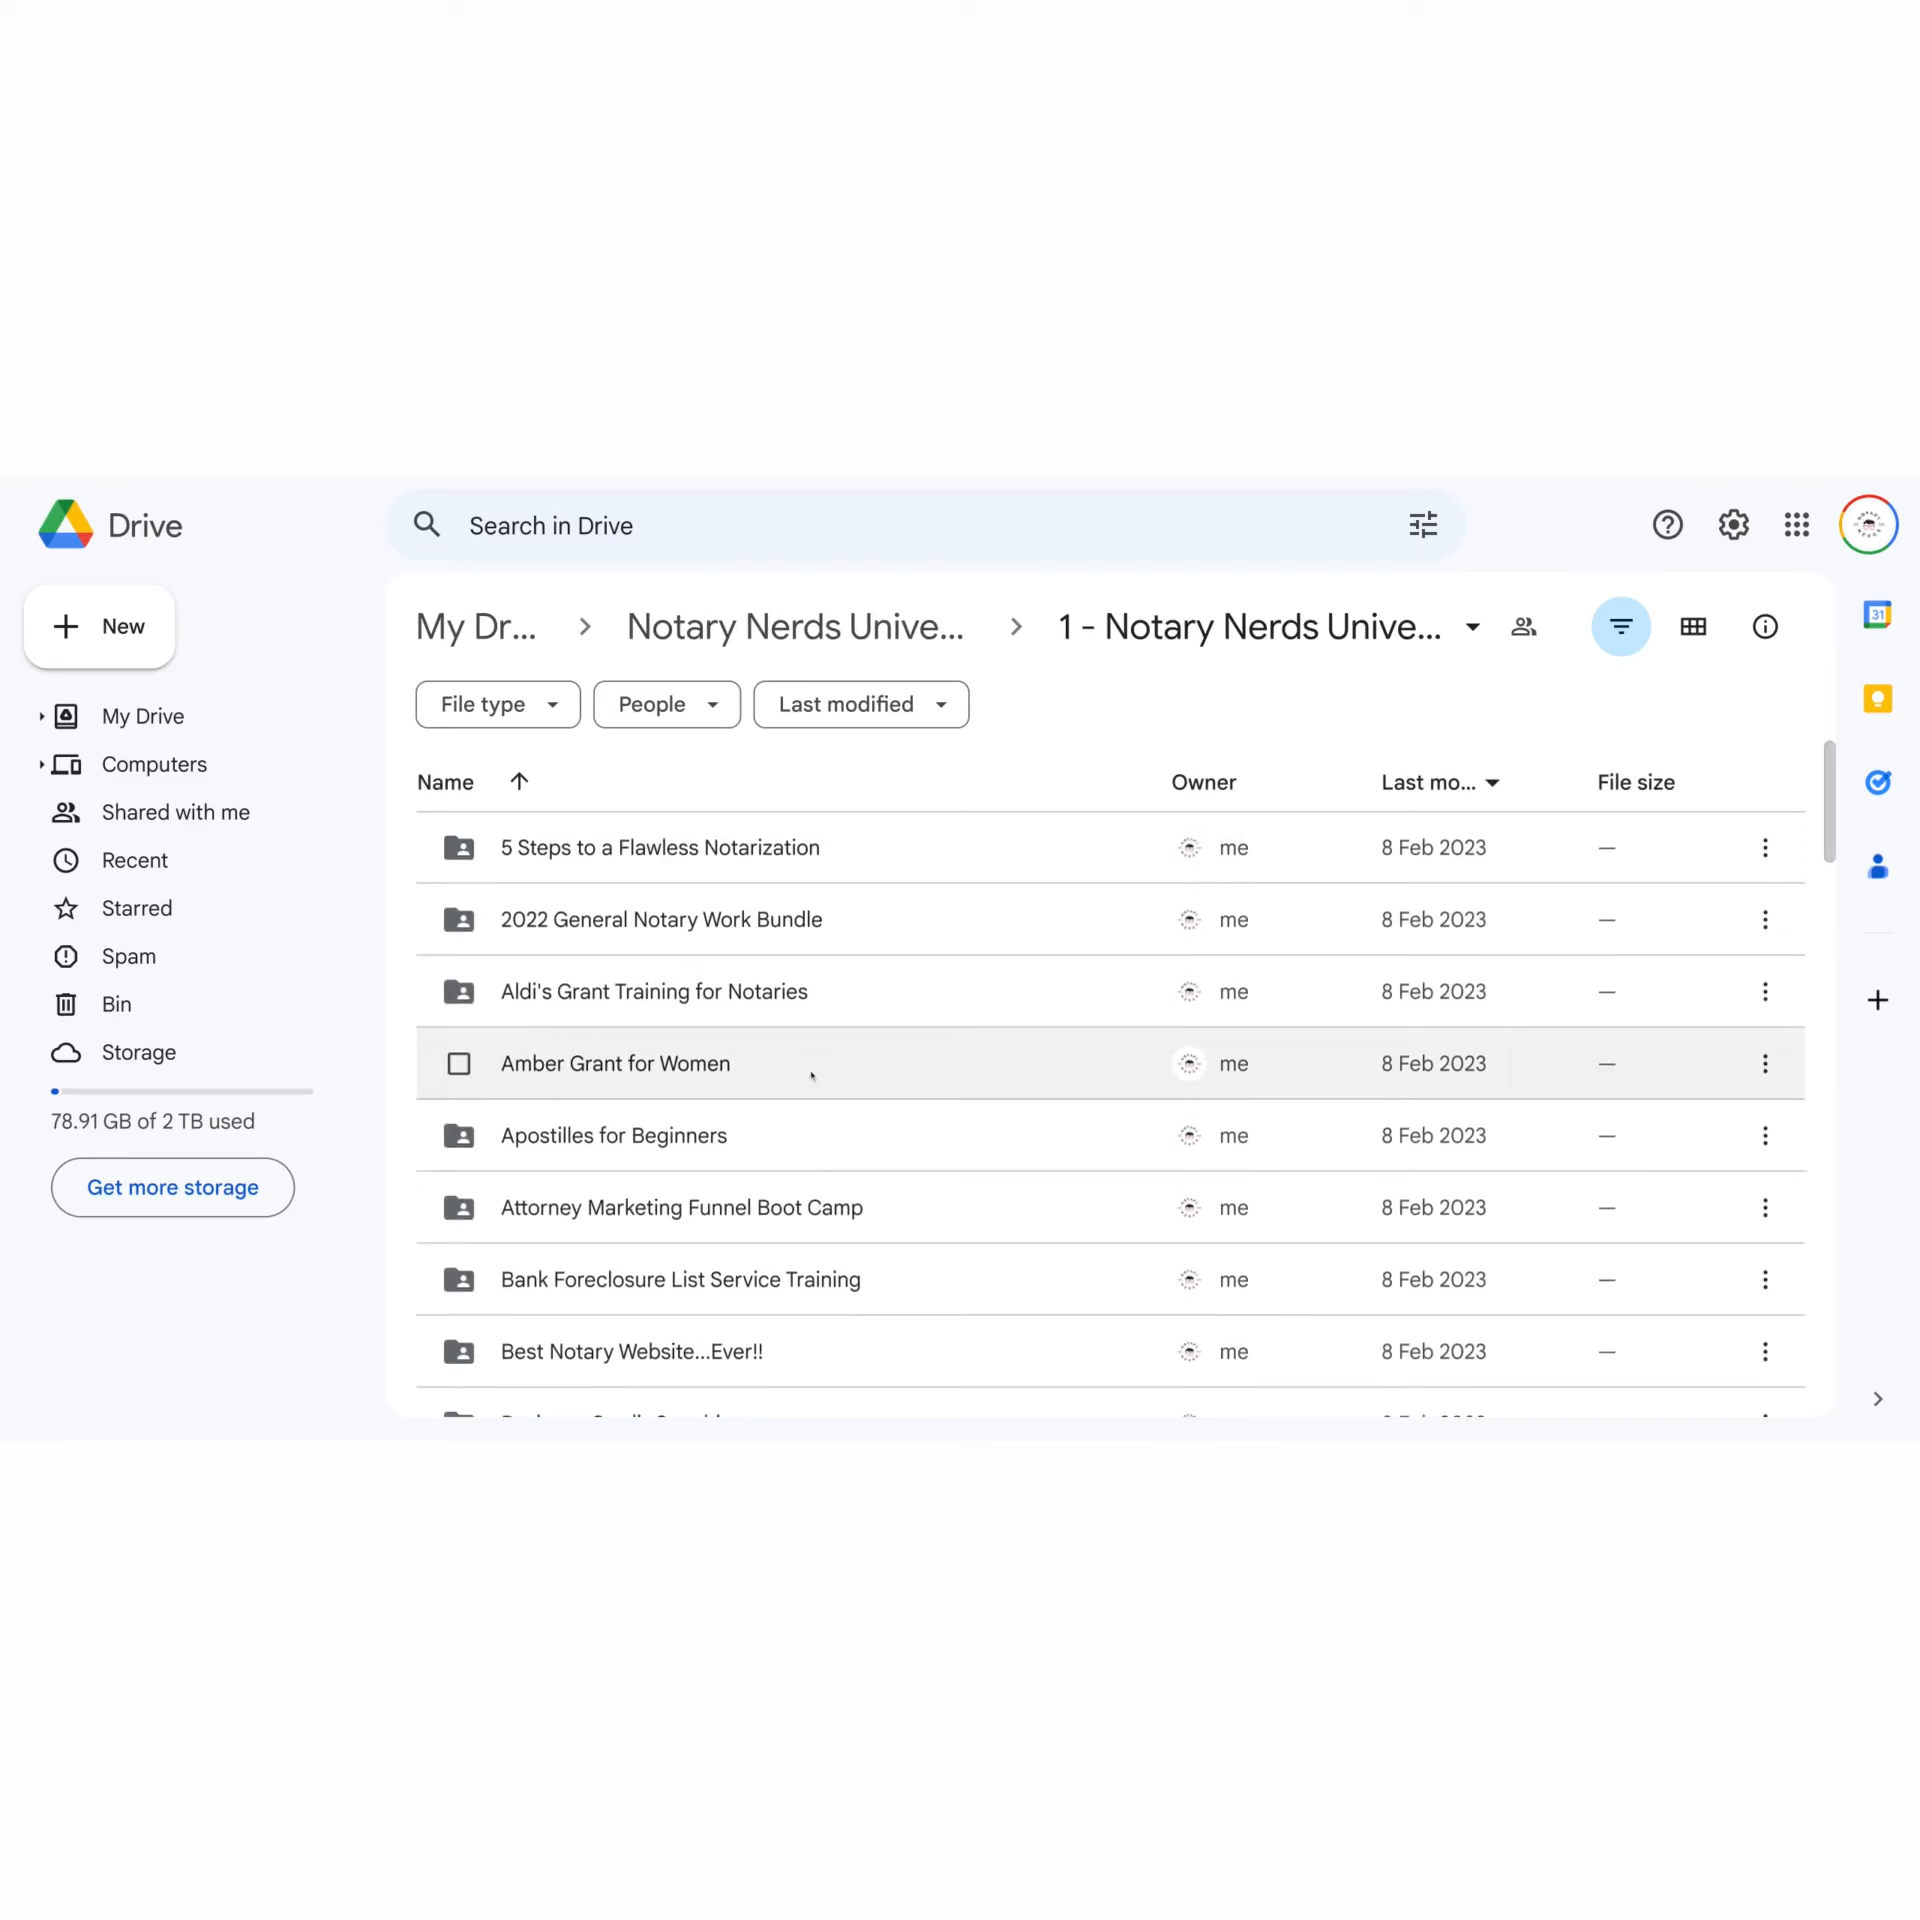 Drive
Search in Drive
New
My Dr... > Notary Nerds Unive... > 1 - Notary Nerds Unive...
File type
People
Last modified
My Drive
Computers
Shared with me
Recent
Starred
Spam
Bin
Storage
78.91 GB of 2 TB used
Get more storage
Name Owner Last mo... File size
5 Steps to a Flawless Notarization me 8 Feb 2023 —
2022 General Notary Work Bundle me 8 Feb 2023 —
Aldi's Grant Training for Notaries me 8 Feb 2023 —
Amber Grant for Women me 8 Feb 2023 —
Apostilles for Beginners me 8 Feb 2023 —
Attorney Marketing Funnel Boot Camp me 8 Feb 2023 —
Bank Foreclosure List Service Training me 8 Feb 2023 —
Best Notary Website...Ever!! me 8 Feb 2023 —
31